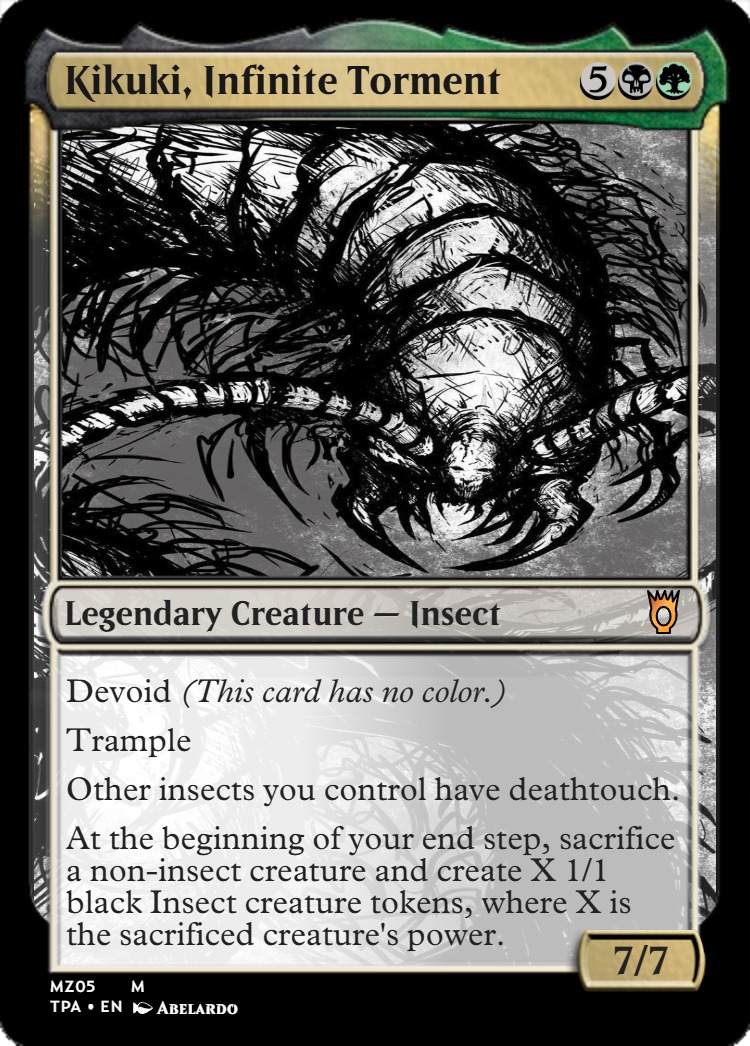 Kikuki, Infinite Torment 5
Legendary Creature — Insect
Devoid (This card has no color.)
Trample
Other insects you control have deathtouch.
At the beginning of your end step, sacrifice
a non-insect creature and create X 1/1
black Insect creature tokens, where X is
the sacrificed creature's power.
7/7
MZ05 M
TPA • EN Abelardo